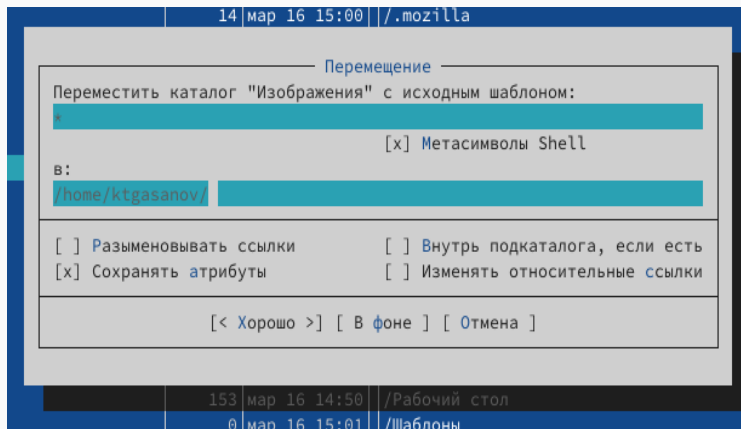 14 мар 16 15:00 /.mozilla
Перемещение
Переместить каталог "Изображения" с исходным шаблоном:
*
[x] Метасимволы Shell
в:
/home/ktgasanov/
[ ] Разыменовывать ссылки [ ] Внутрь подкаталога, если есть
[x] Сохранять атрибуты [ ] Изменять относительные ссылки
[< Хорошо >] [ В фоне ] [ Отмена ]
153 мар 16 14:50 /Рабочий стол
0 мар 16 15:01 /Шаблоны